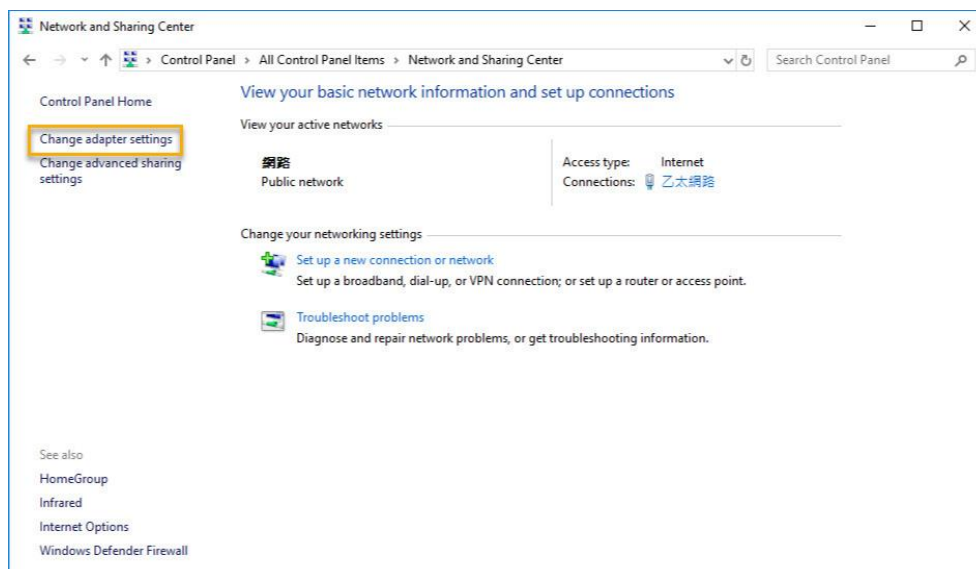 Network and Sharing Center
Control Panel > All Control Panel Items > Network and Sharing Center
Search Control Panel
Control Panel Home
Change adapter settings
Change advanced sharing
settings
View your basic network information and set up connections
View your active networks
網路
Public network
Access type: Internet
Connections: 乙太網路
Change your networking settings
Set up a new connection or network
Set up a broadband, dial-up, or VPN connection; or set up a router or access point.
Troubleshoot problems
Diagnose and repair network problems, or get troubleshooting information.
See also
HomeGroup
Infrared
Internet Options
Windows Defender Firewall